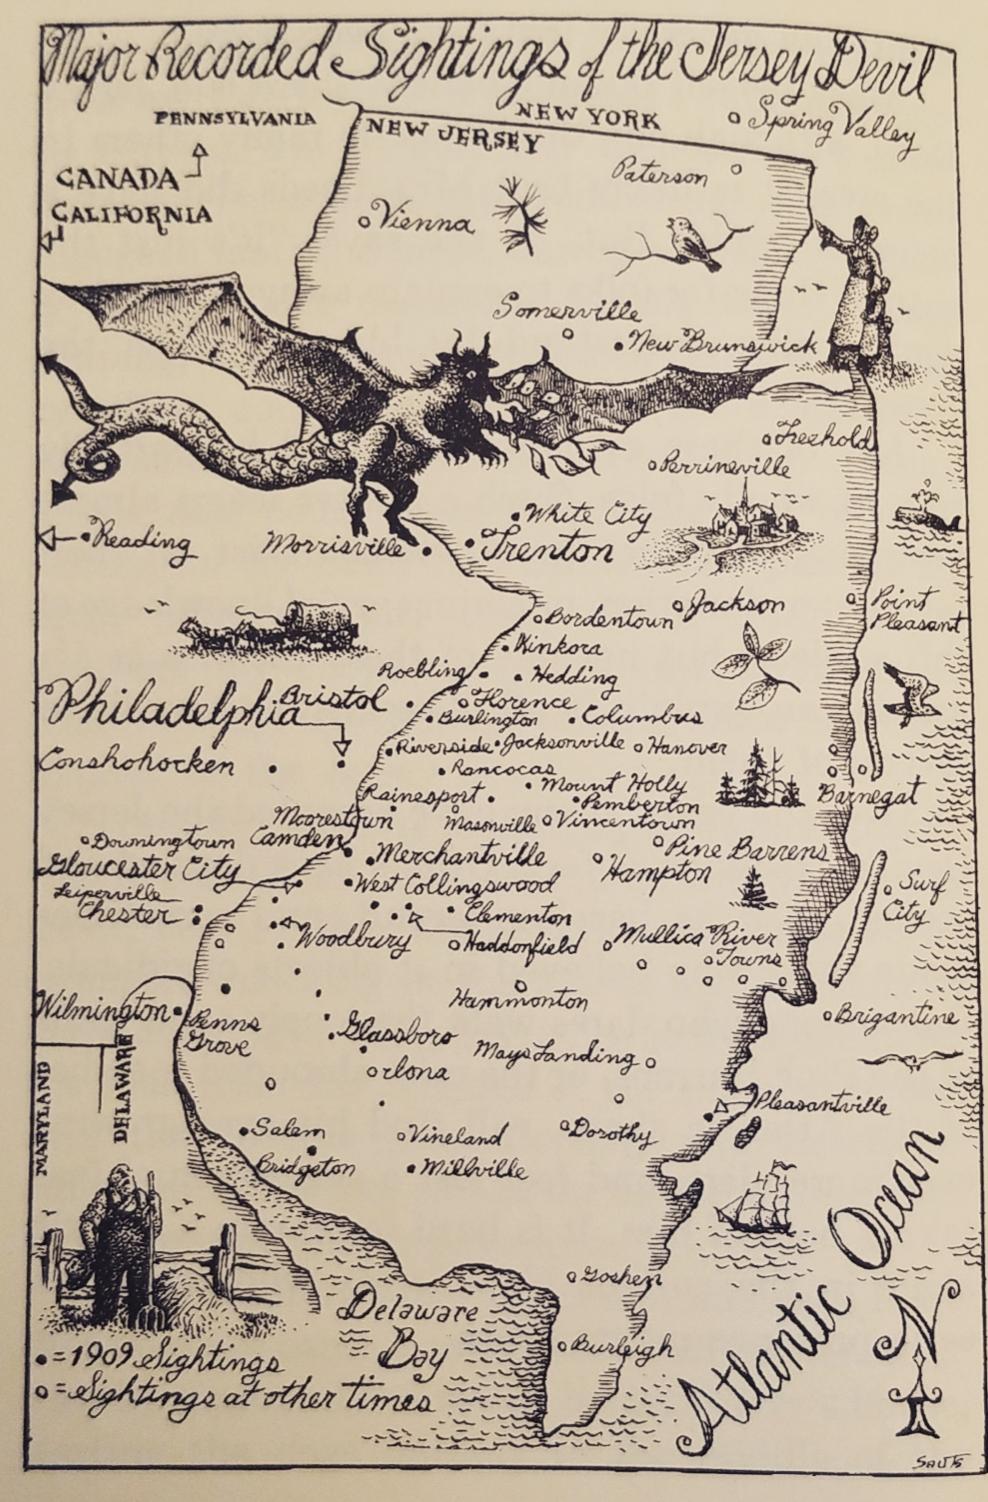 Major Recorded Sightings of the Jersey Devil
PENNSYLVANIA
NEW YORK
NEW JERSEY
Spring Valley
CANADA
CALIFORNIA
Paterson
Vienna
Somerville
New Brunswick
Freehold
Perrineville
White City
Reading
Morrisville
Trenton
Bordentown
Jackson
Point
Pleasant
Kinkora
Roebling
Hedding
Philadelphia
Bristol
Florence
Burlington
Columbus
Riverside
Jacksonville
Hanover
Conshohocken
Rancocas
Mount Holly
Rainesport
Pemberton
Barnegat
Moorestown
Masonville
Vincentown
Downingtown
Camden
Pine Barrens
Merchantville
Hampton
Gloucester City
West Collingswood
Surf
City
Leiperville
Chester
Clementon
Woodbury
Haddonfield
Mullica River
Towns
Hammonton
Wilmington
Penns
Grove
Brigantine
Glassboro
Mays Landing
Iona
MARYLAND
DELAWARE
Pleasantville
Salem
Vineland
Dorothy
Bridgeton
Millville
Goshen
Delaware
Bay
Burleigh
Atlantic Ocean
N
• = 1909 Sightings
o = Sightings at other times